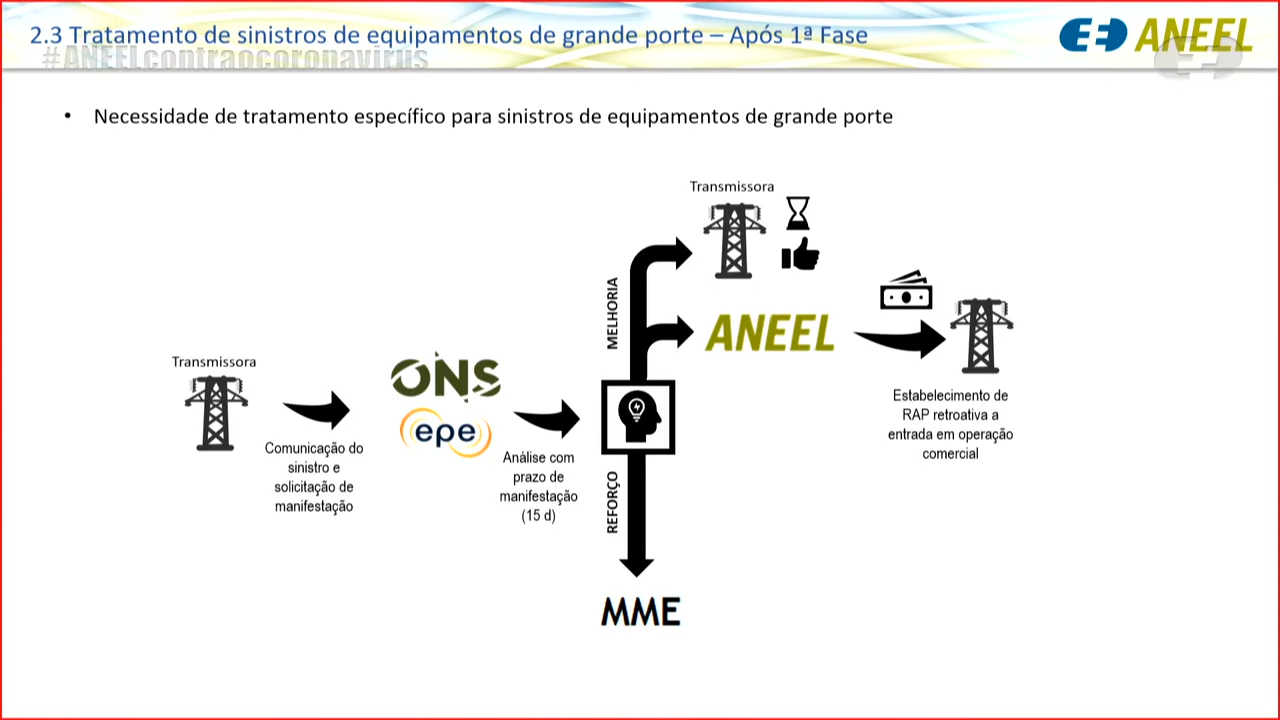 2.3 Tratamento de sinistros de equipamentos de grande porte – Após 1ª Fase
ANEEL
#ANEELcontraocoronavirus
• Necessidade de tratamento específico para sinistros de equipamentos de grande porte
Transmissora
MELHORIA
ANEEL
Transmissora
ONS
epe
Comunicação do
sinistro e
solicitação de
manifestação
Análise com
prazo de
manifestação
(15 d)
Estabelecimento de
RAP retroativa a
entrada em operação
comercial
REFORÇO
MME